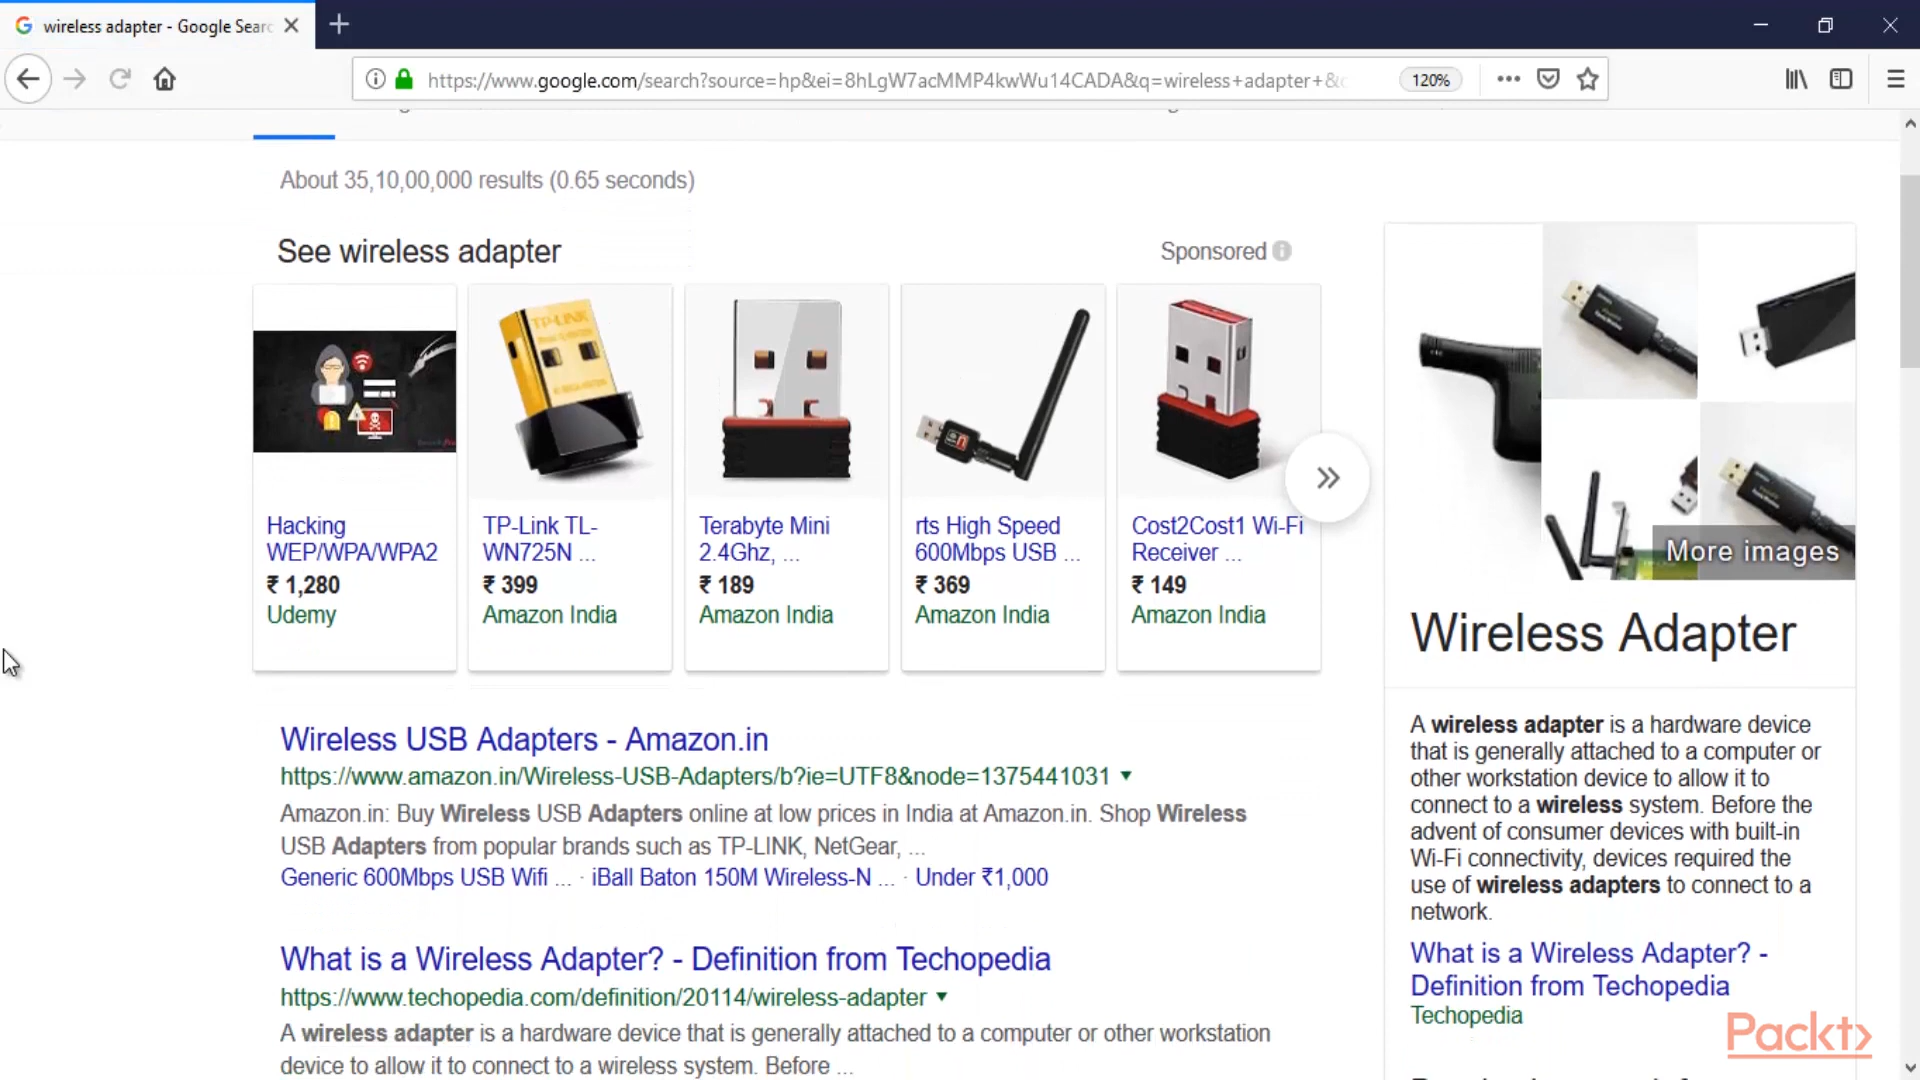 wireless adapter - Google Searc
https://www.google.com/search?source=hp&ei=8hLgW7acMMP4kwWu14CADA&q=wireless+adapter+&
120%
About 35,10,00,000 results (0.65 seconds)
See wireless adapter
Sponsored
Hacking
WEP/WPA/WPA2
₹ 1,280
Udemy
TP-LINK
TP-Link TL-
WN725N ...
₹ 399
Amazon India
Terabyte Mini
2.4Ghz, ...
₹ 189
Amazon India
rts High Speed
600Mbps USB ...
₹ 369
Amazon India
Cost2Cost1 Wi-Fi
Receiver ...
₹ 149
Amazon India
Wireless USB Adapters - Amazon.in
https://www.amazon.in/Wireless-USB-Adapters/b?ie=UTF8&node=1375441031
Amazon.in: Buy Wireless USB Adapters online at low prices in India at Amazon.in. Shop Wireless
USB Adapters from popular brands such as TP-LINK, NetGear, ...
Generic 600Mbps USB Wifi ... · iBall Baton 150M Wireless-N ... · Under ₹1,000
What is a Wireless Adapter? - Definition from Techopedia
https://www.techopedia.com/definition/20114/wireless-adapter
A wireless adapter is a hardware device that is generally attached to a computer or other workstation
device to allow it to connect to a wireless system. Before ...
More images
Wireless Adapter
A wireless adapter is a hardware device
that is generally attached to a computer or
other workstation device to allow it to
connect to a wireless system. Before the
advent of consumer devices with built-in
Wi-Fi connectivity, devices required the
use of wireless adapters to connect to a
network.
What is a Wireless Adapter? -
Definition from Techopedia
Techopedia
Packt>